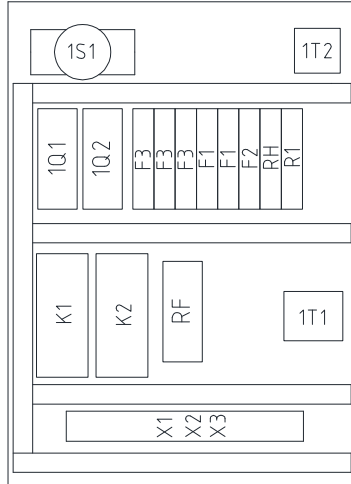 1S1 1T2
1Q1 1Q2 F3 F3 F3 F1 F1 F2 RH R1
K1 K2 RF 1T1
X1 X2 X3